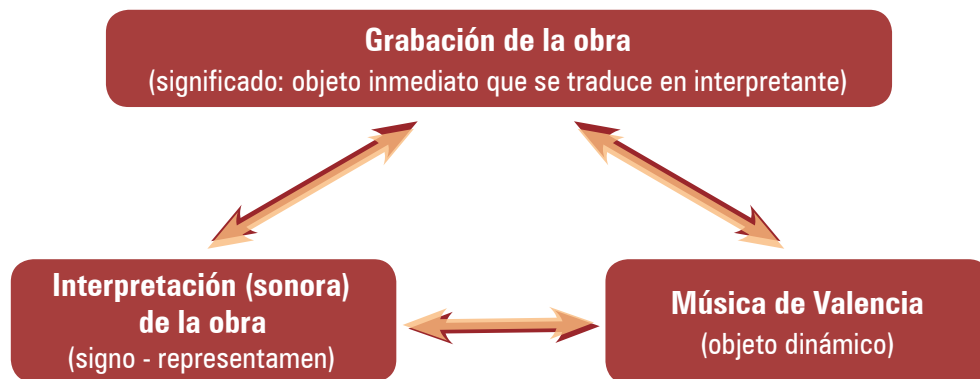 Grabación de la obra
(significado: objeto inmediato que se traduce en interpretante)
Interpretación (sonora)
de la obra
(signo - representamen)
Música de Valencia
(objeto dinámico)